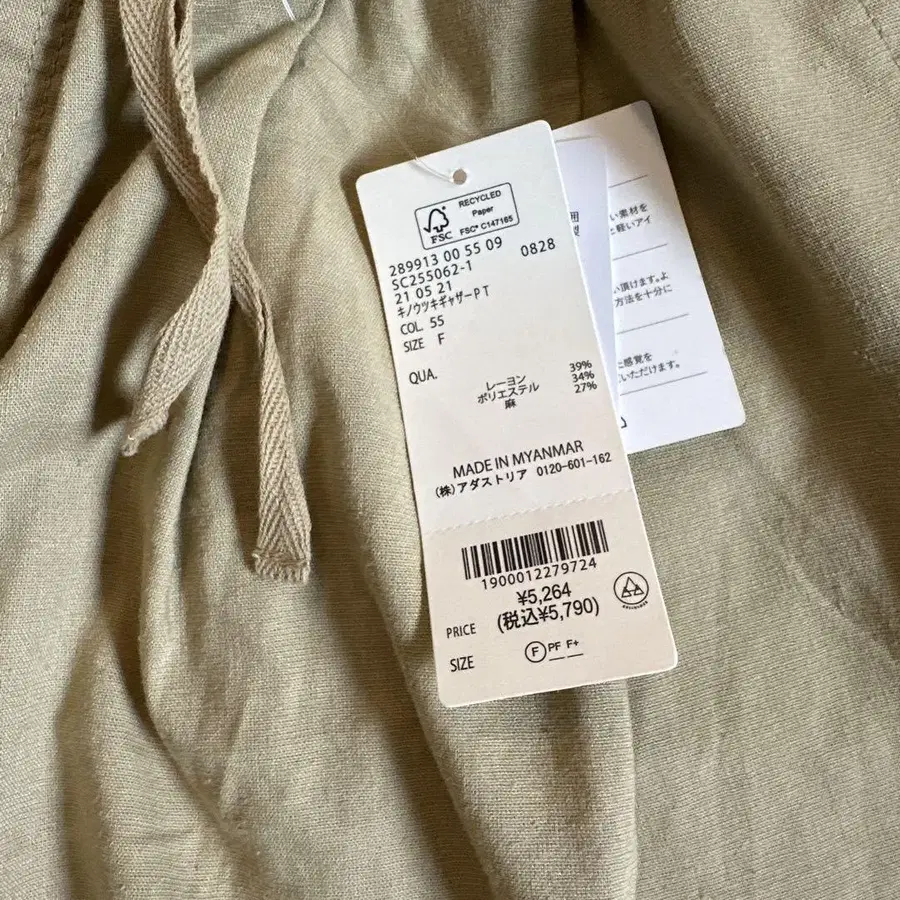 RECYCLED
Paper
FSC® C147165
FSC
289913 00 55 09
0828
SC255062-1
21 05 21
キノウツキギャザーPT
COL. 55
SIZE F
QUA.
レーヨン 39%
ポリエステル 34%
麻 27%
MADE IN MYANMAR
(株)アダストリア 0120-601-162
1900012279724
¥5,264
PRICE (税込¥5,790)
SIZE F PF F+
い素材を
軽いアイ
い頂けます。よ
方法を十分に
感覚を
いただけます。